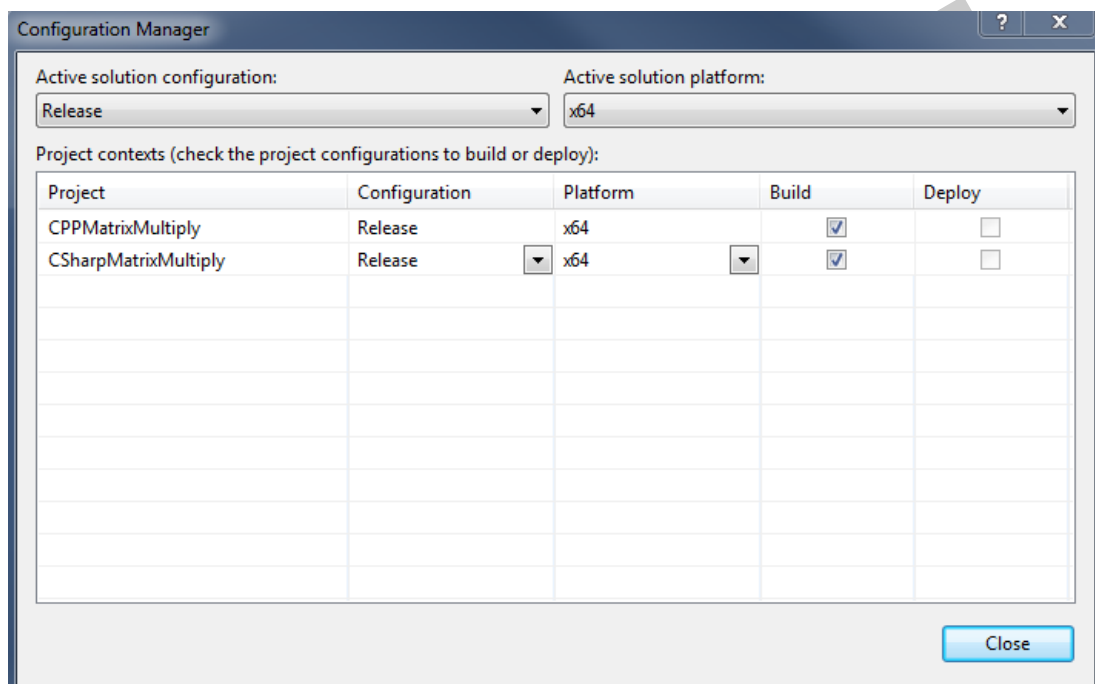 Configuration Manager ? x
Active solution configuration: Active solution platform:
Release x64
Project contexts (check the project configurations to build or deploy):
Project Configuration Platform Build Deploy
CPPMatrixMultiply Release x64
CSharpMatrixMultiply Release x64
Close